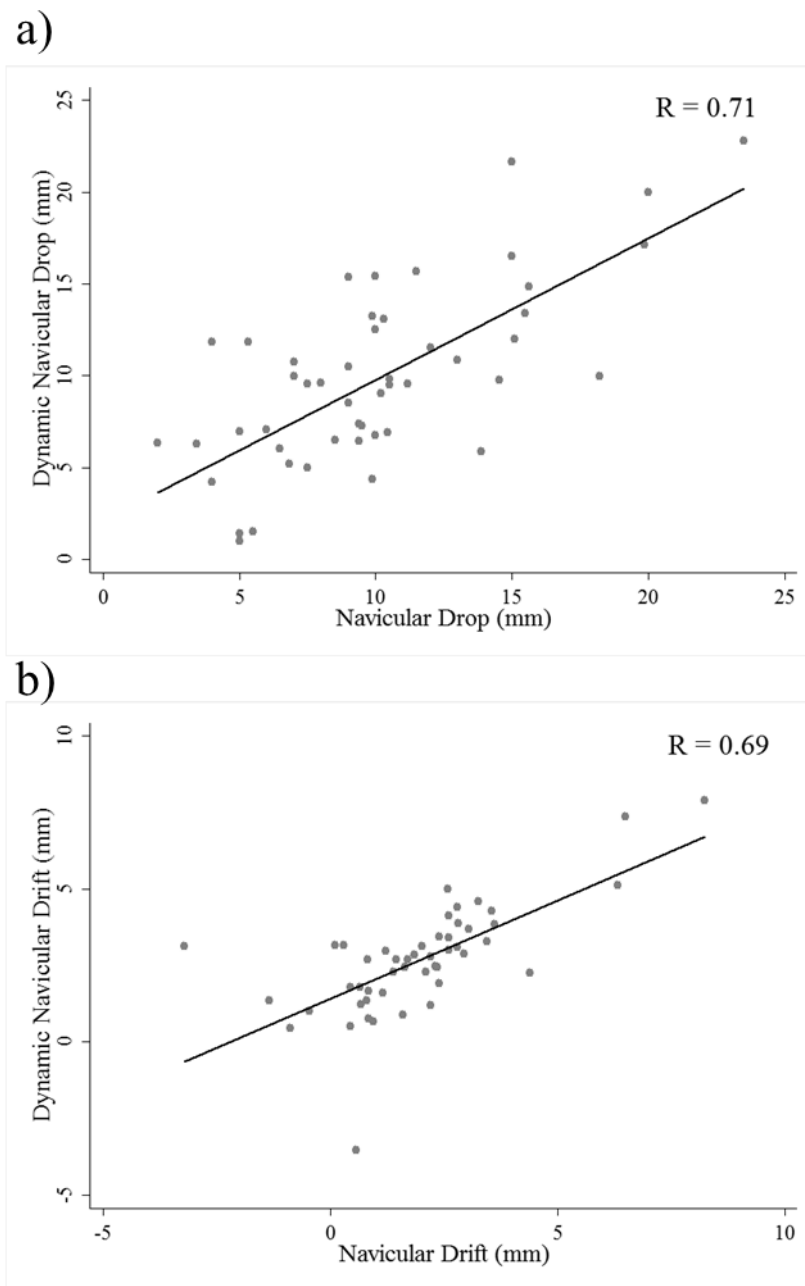 a)
R = 0.71
Dynamic Navicular Drop (mm)
25
20
15
10
5
0
0 5 10 15 20 25
Navicular Drop (mm)
b)
R = 0.69
Dynamic Navicular Drift (mm)
10
5
0
-5
-5 0 5 10
Navicular Drift (mm)